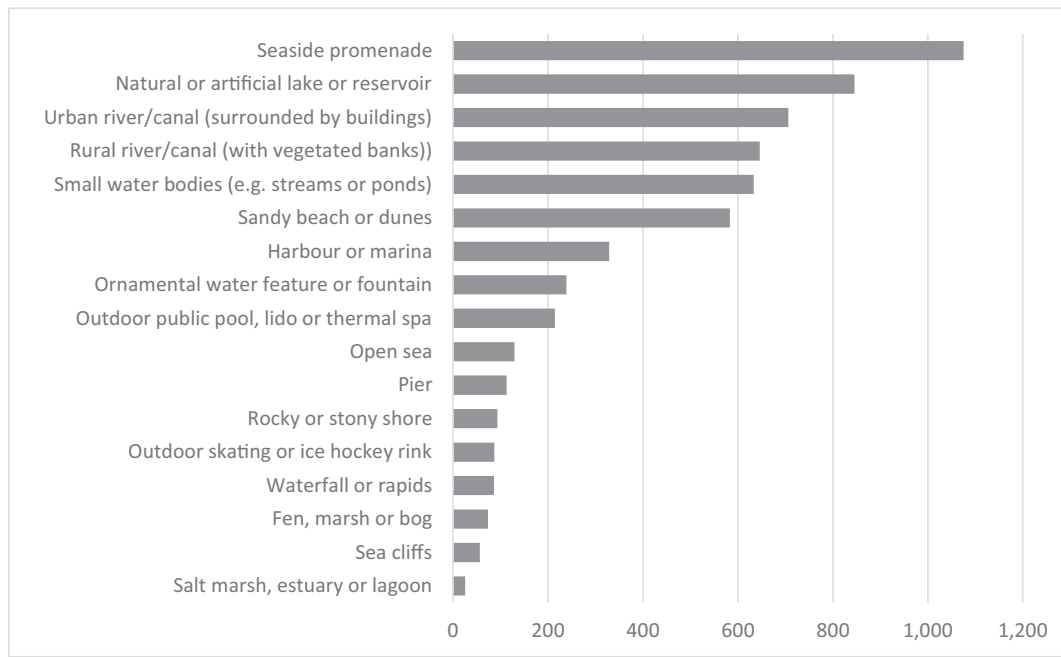 Seaside promenade
Natural or artificial lake or reservoir
Urban river/canal (surrounded by buildings)
Rural river/canal (with vegetated banks))
Small water bodies (e.g. streams or ponds)
Sandy beach or dunes
Harbour or marina
Ornamental water feature or fountain
Outdoor public pool, lido or thermal spa
Open sea
Pier
Rocky or stony shore
Outdoor skating or ice hockey rink
Waterfall or rapids
Fen, marsh or bog
Sea cliffs
Salt marsh, estuary or lagoon
0 200 400 600 800 1,000 1,200